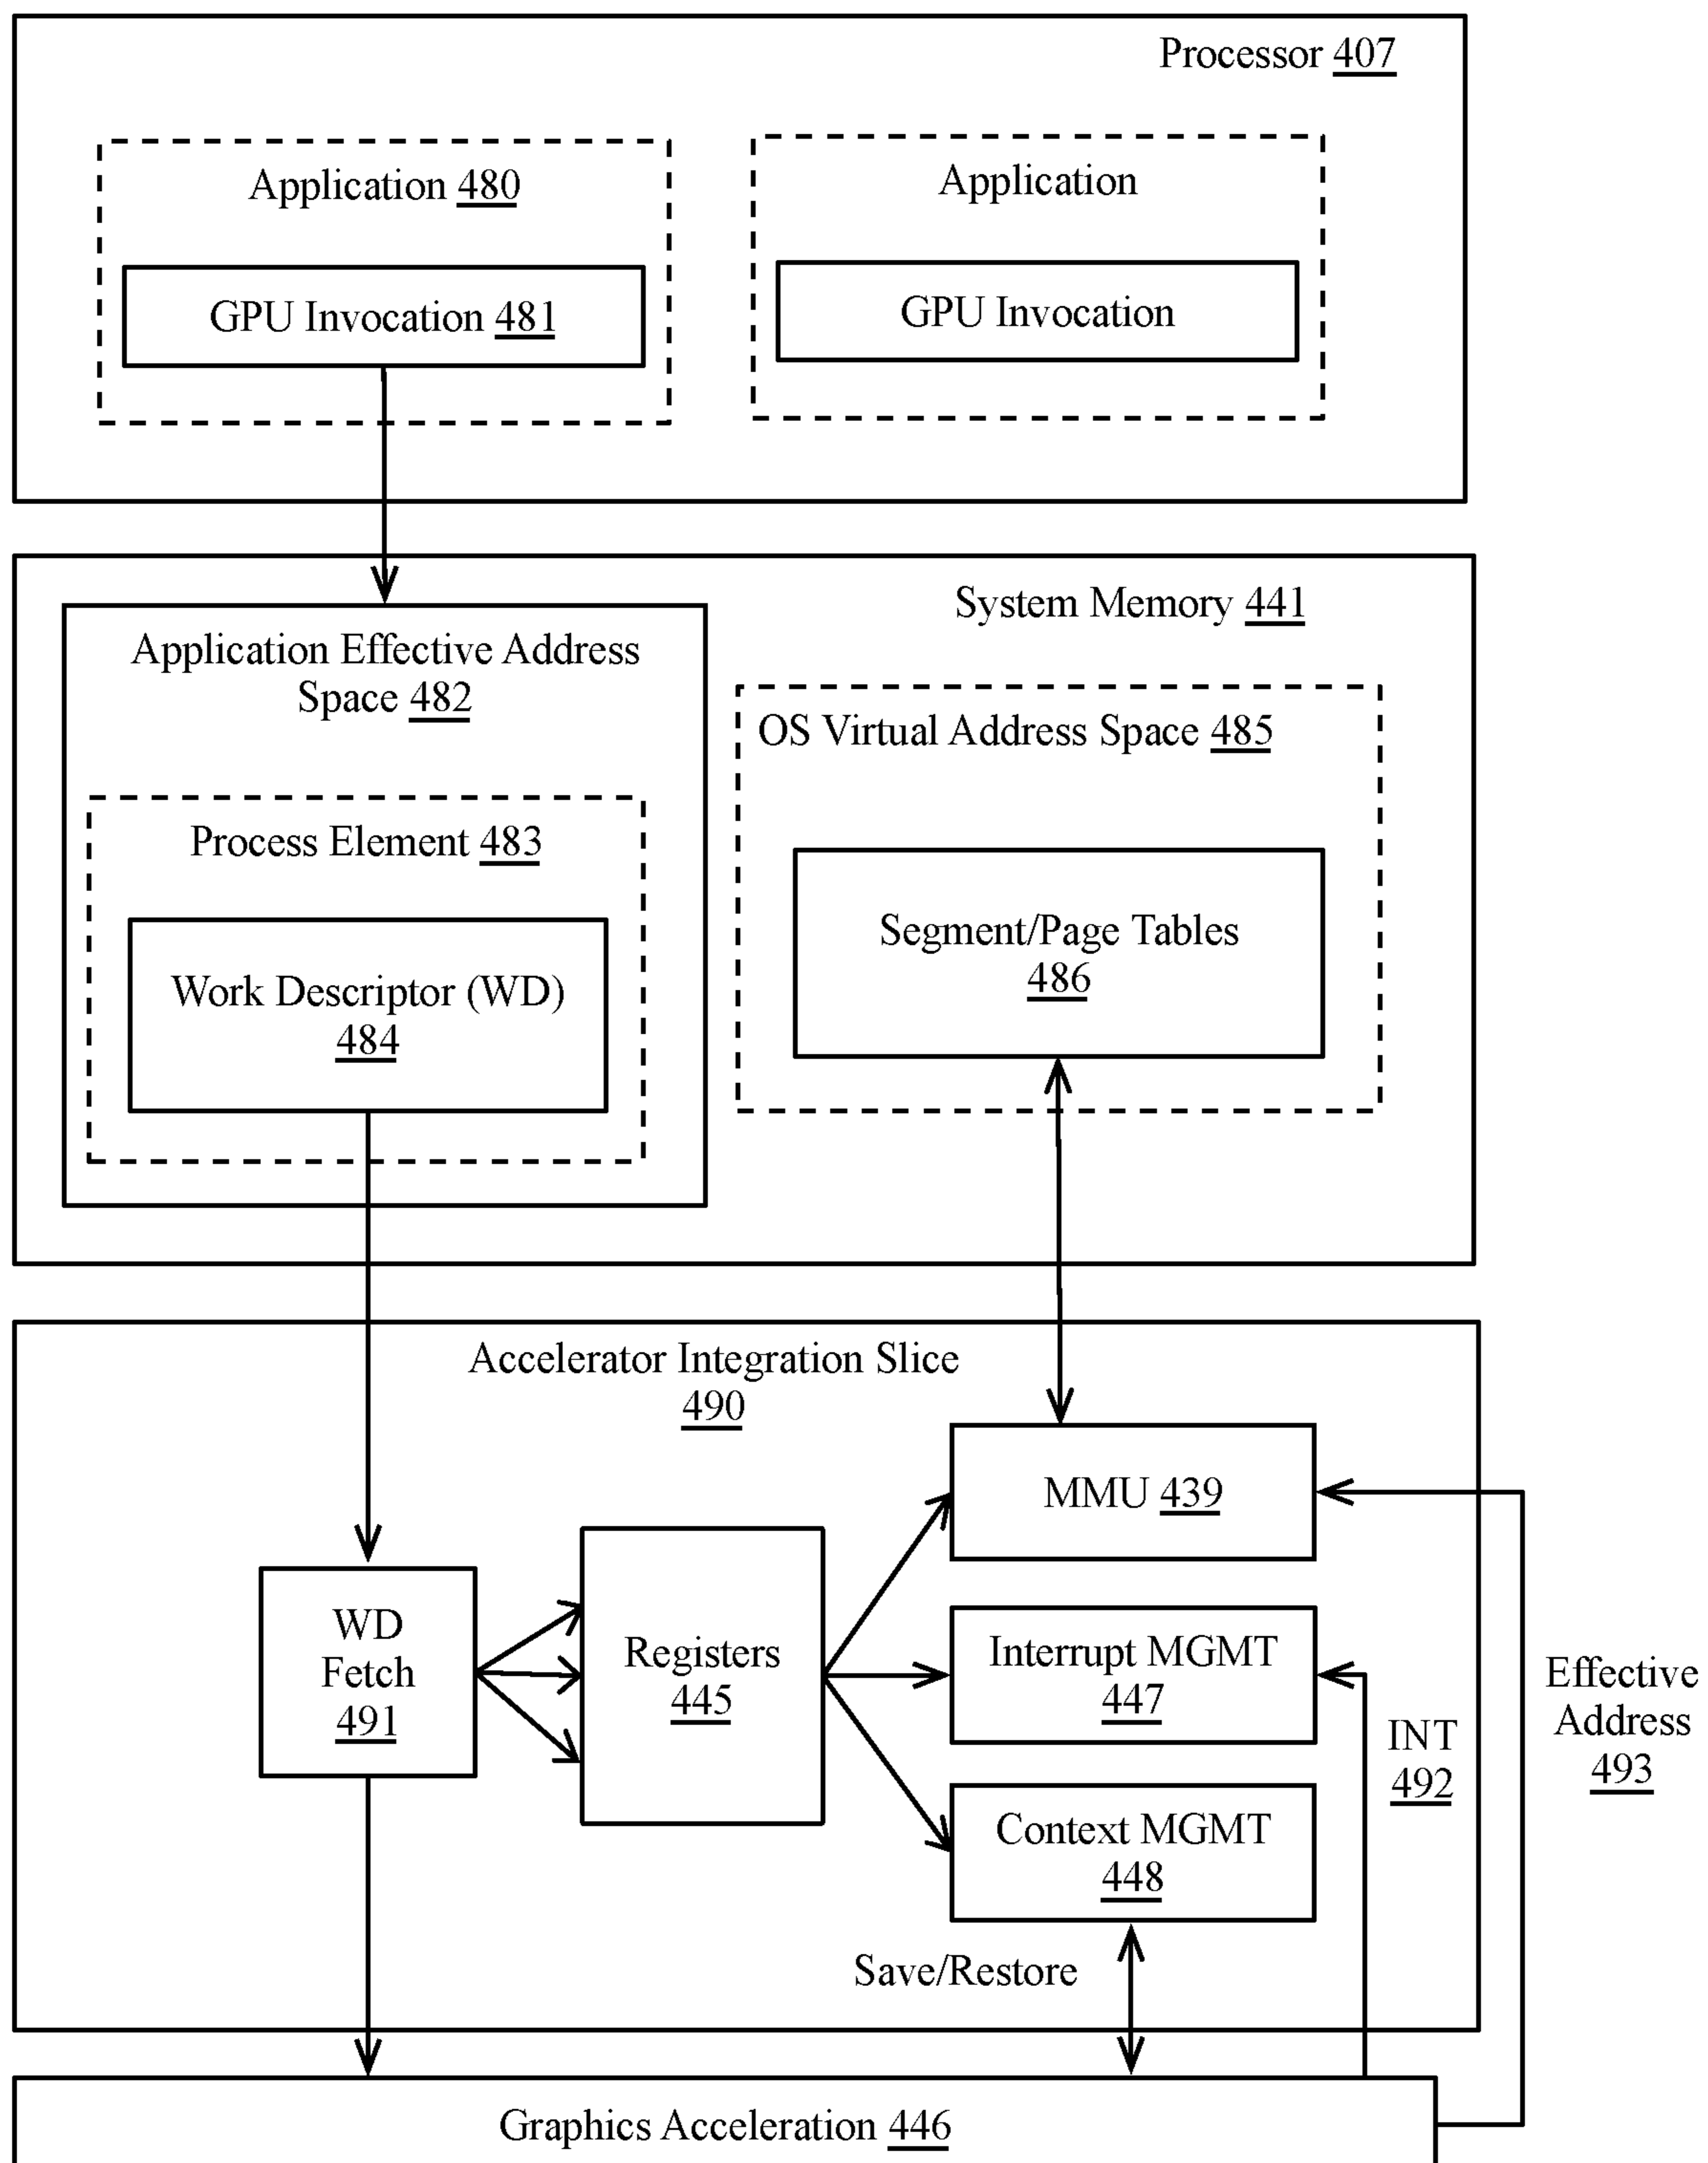 Processor 407
Application 480
GPU Invocation 481
Application
GPU Invocation
System Memory 441
Application Effective Address
Space 482
Process Element 483
Work Descriptor (WD)
484
OS Virtual Address Space 485
Segment/Page Tables
486
Accelerator Integration Slice
490
WD
Fetch
491
Registers
445
MMU 439
Interrupt MGMT
447
Context MGMT
448
Save/Restore
INT
492
Effective
Address
493
Graphics Acceleration 446